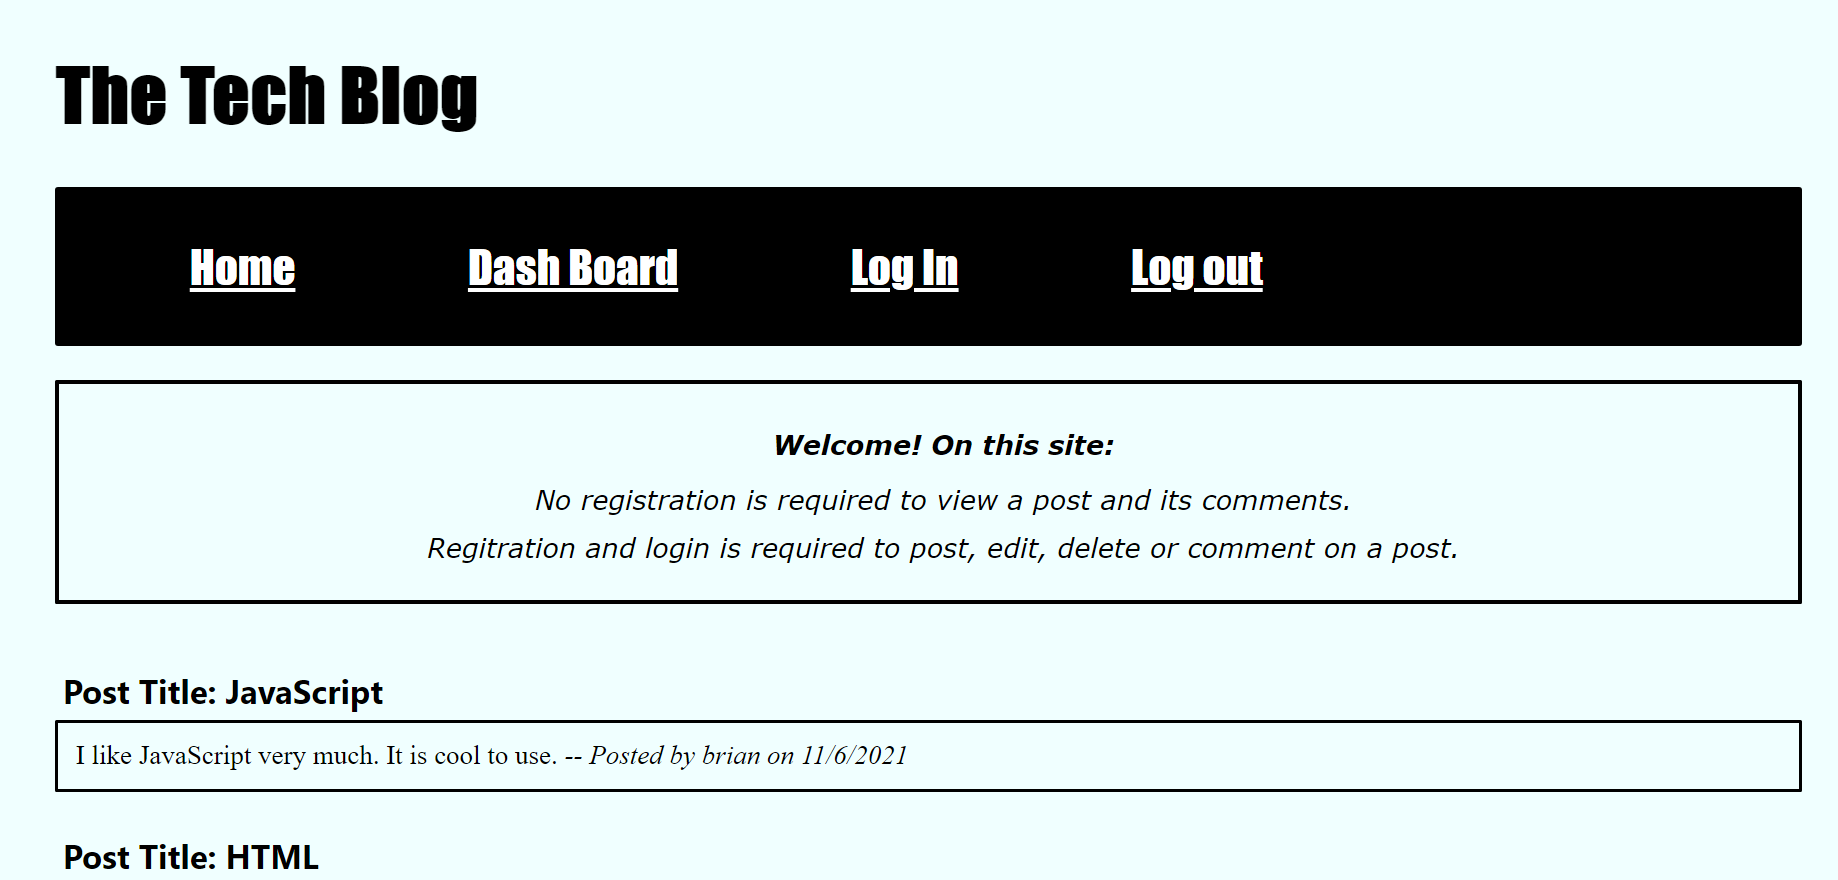 The Tech Blog
Home Dash Board Log In Log out
Welcome! On this site:
No registration is required to view a post and its comments.
Regitration and login is required to post, edit, delete or comment on a post.
Post Title: JavaScript
I like JavaScript very much. It is cool to use. -- Posted by brian on 11/6/2021
Post Title: HTML